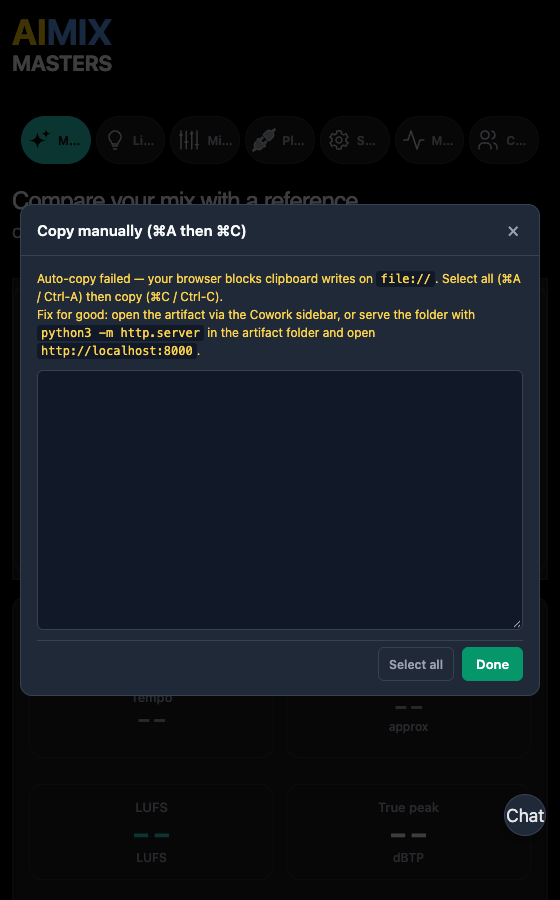 AIMIX
MASTERS
M...
Li...
Mi...
Pl...
S...
M...
C...
Compare your mix with a reference
Copy manually (⌘A then ⌘C)
×
Auto-copy failed — your browser blocks clipboard writes on file://. Select all (⌘A
/ Ctrl-A) then copy (⌘C / Ctrl-C).
Fix for good: open the artifact via the Cowork sidebar, or serve the folder with
python3 -m http.server in the artifact folder and open
http://localhost:8000.
Select all
Done
Tempo
--
--
approx
LUFS
True peak
--
--
LUFS
dBTP
Chat